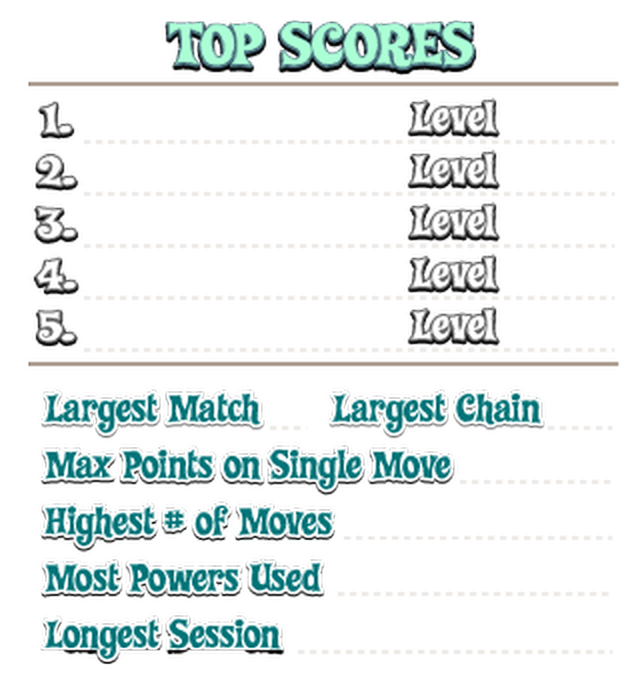 TOP SCORES
1. Level
2. Level
3. Level
4. Level
5. Level
Largest Match Largest Chain
Max Points on Single Move
Highest # of Moves
Most Powers Used
Longest Session